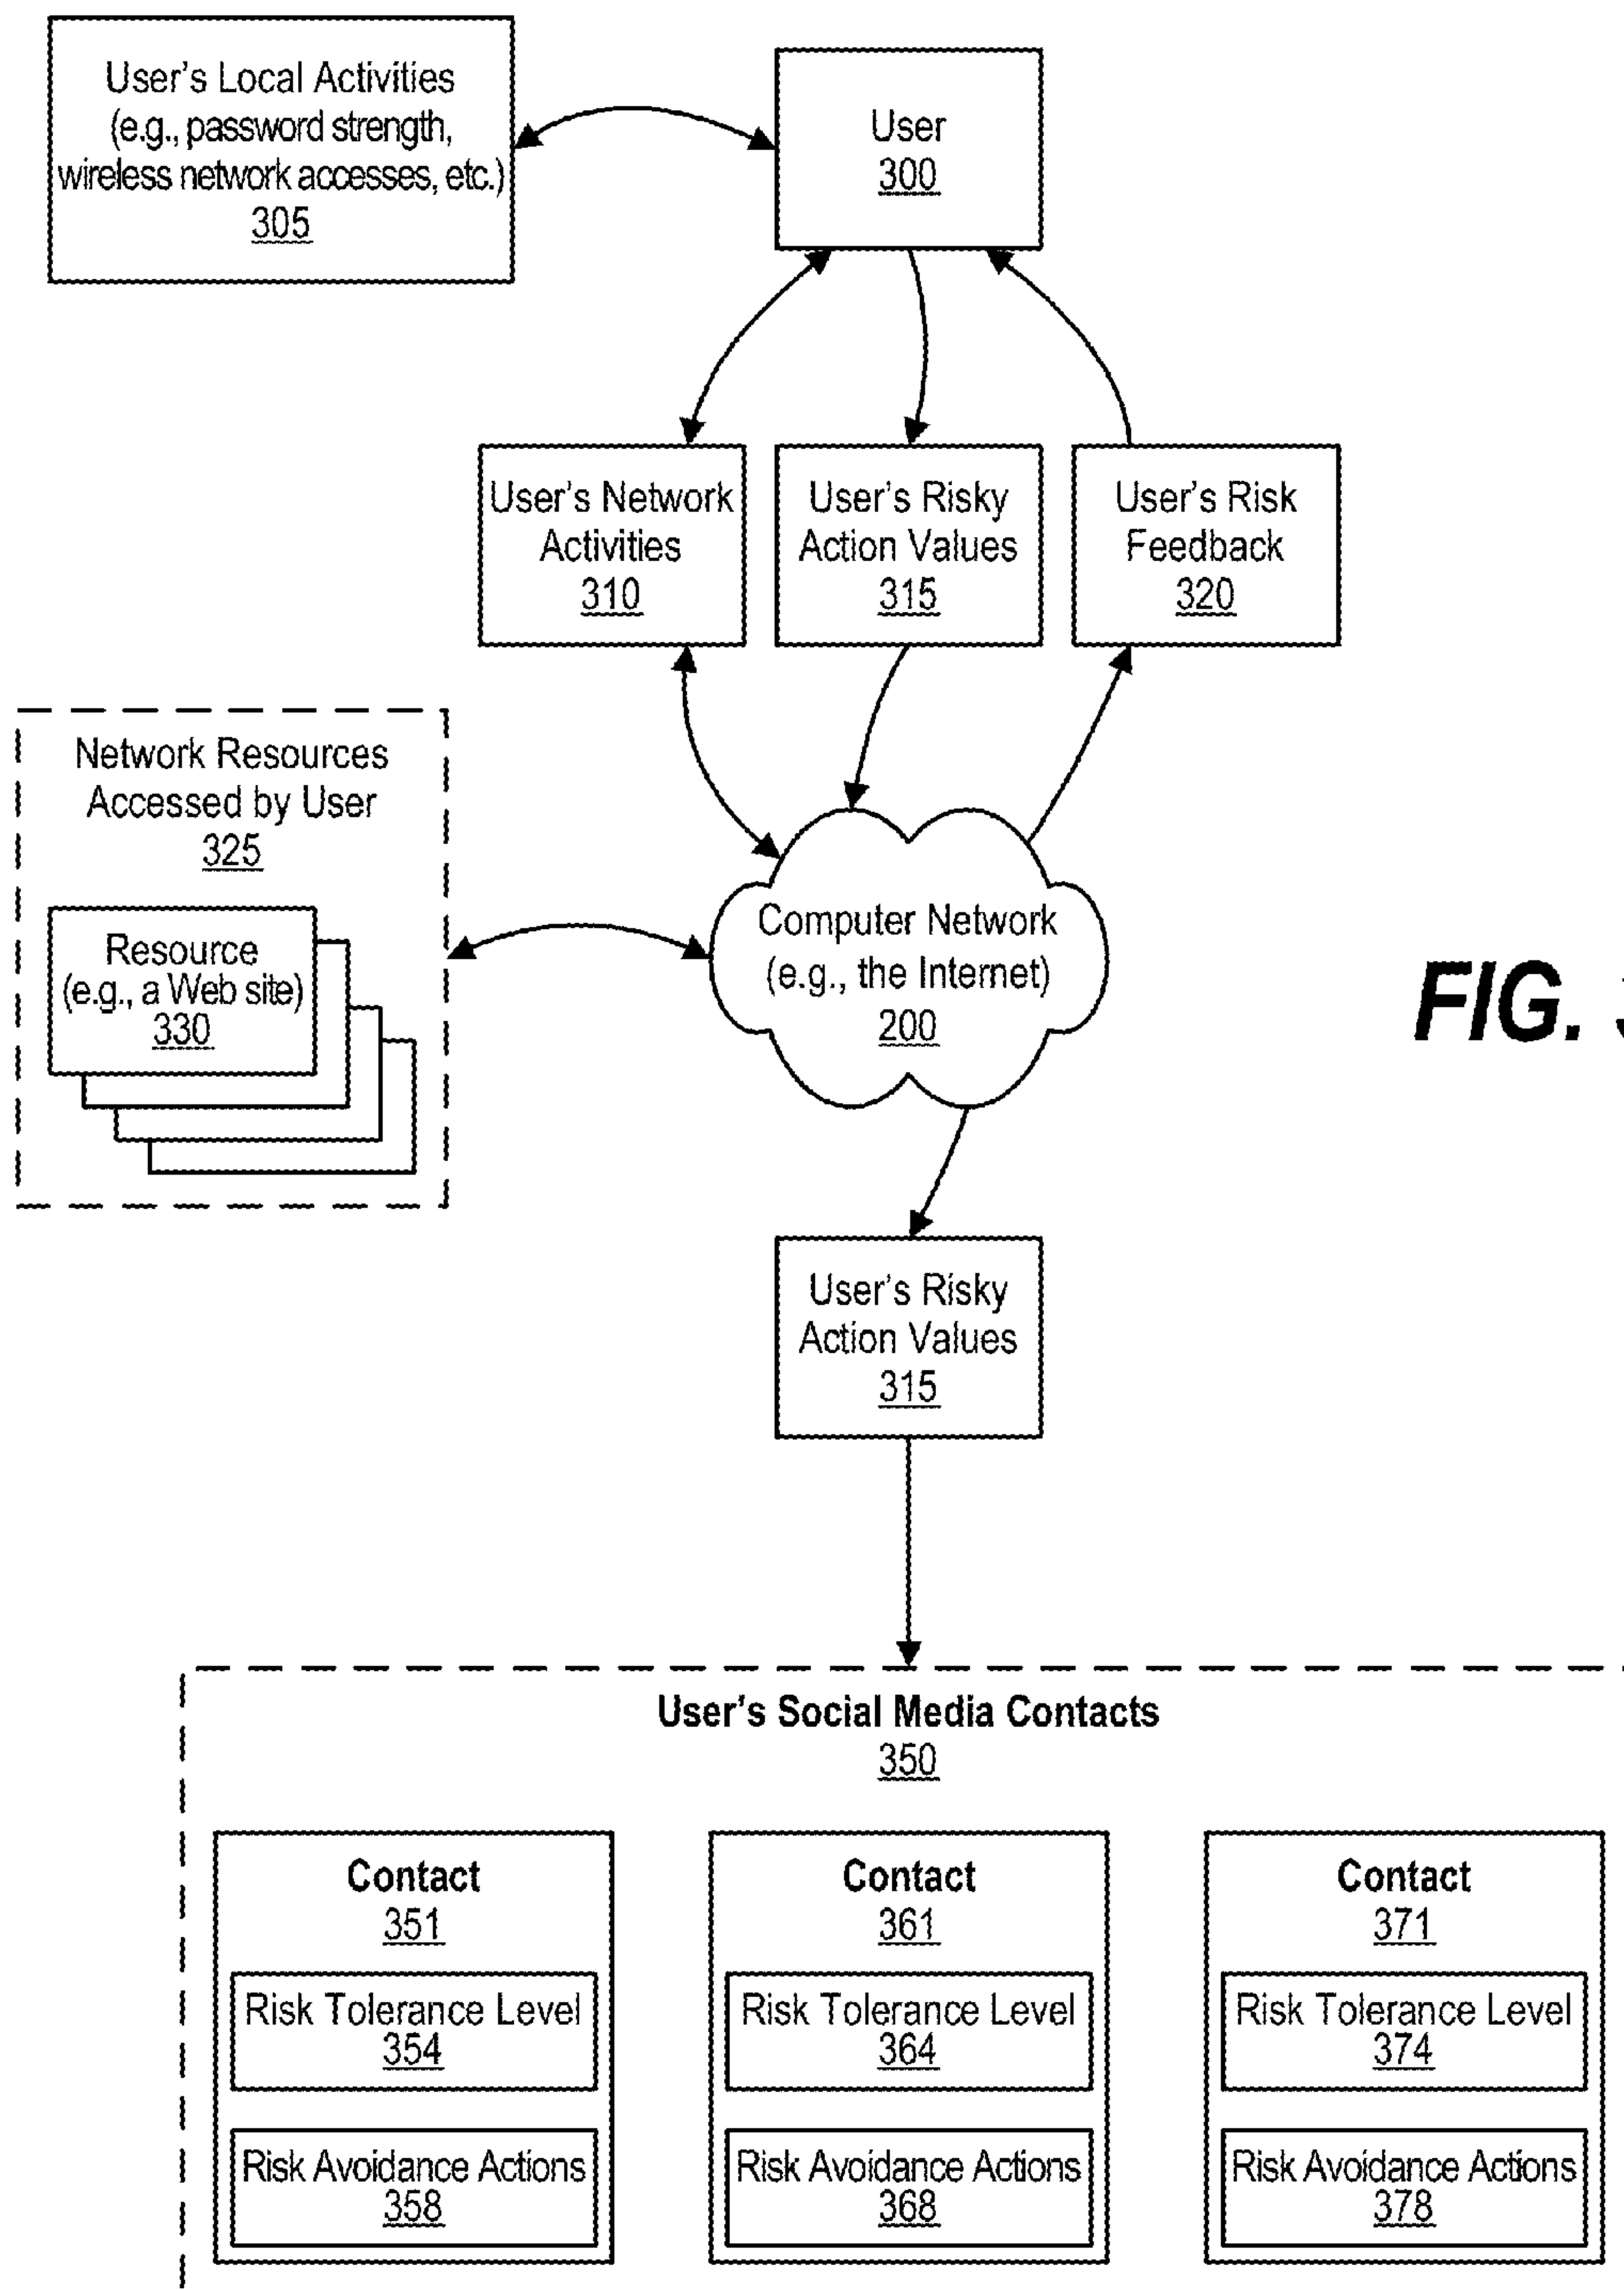 User's Local Activities
(e.g., password strength,
wireless network accesses, etc.)
305
User
300
User's Network
Activities
310
User's Risky
Action Values
315
User's Risk
Feedback
320
Network Resources
Accessed by User
325
Resource
(e.g., a Web site)
330
Computer Network
(e.g., the Internet)
200
FIG.
User's Risky
Action Values
315
User's Social Media Contacts
350
Contact
351
Risk Tolerance Level
354
Risk Avoidance Actions
358
Contact
361
Risk Tolerance Level
364
Risk Avoidance Actions
368
Contact
371
Risk Tolerance Level
374
Risk Avoidance Actions
378